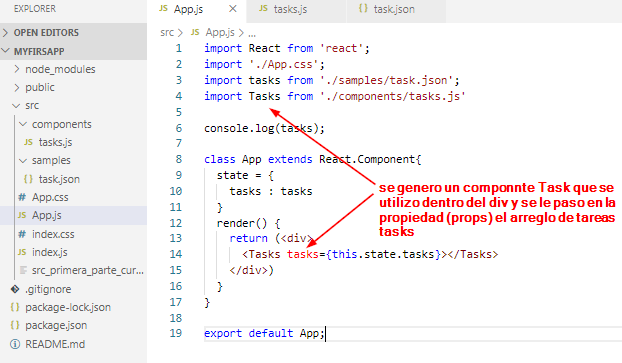 EXPLORER
OPEN EDITORS
MYFIRSAPP
node_modules
public
src
components
tasks.js
samples
task.json
App.css
App.js
index.css
index.js
src_primera_parte_cur...
.gitignore
package-lock.json
package.json
README.md
App.js
tasks.js
task.json
src > App.js > ...
1 import React from 'react';
2 import './App.css';
3 import tasks from './samples/task.json';
4 import Tasks from './components/tasks.js'
5
6 console.log(tasks);
7
8 class App extends React.Component{
9 state = {
10 tasks : tasks
11 }
12 render() {
13 return (<div>
14 <Tasks tasks={this.state.tasks}></Tasks>
15 </div>)
16 }
17 }
18
19 export default App;
se genero un componnte Task que se
utilizo dentro del div y se le paso en la
propiedad (props) el arreglo de tareas
tasks